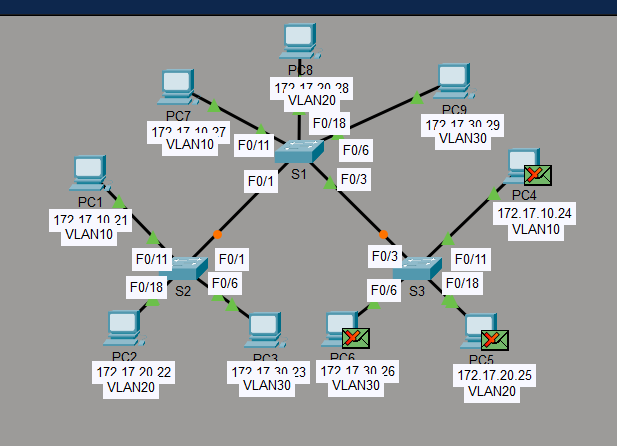 PC8
172.17.20.28
VLAN20
PC7
172.17.10.27
VLAN10
PC9
172.17.30.29
VLAN30
F0/18
F0/11
F0/6
S1
F0/1
F0/3
PC1
172.17.10.21
VLAN10
PC4
172.17.10.24
VLAN10
F0/11
F0/1
F0/18
S2
F0/6
F0/3
F0/11
F0/6
S3
F0/18
PC2
172.17.20.22
VLAN20
PC3
172.17.30.23
VLAN30
PC6
172.17.30.26
VLAN30
PC5
172.17.20.25
VLAN20